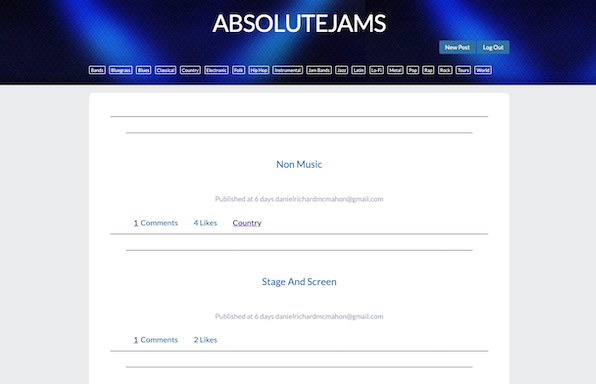 ABSOLUTEJAMS
New Post Log Out
Bands Bluegrass Blues Classical Country Electronic Folk Hip Hop Instrumental Jam Bands Jazz Latin Lo-Fi Metal Pop Rap Rock Tours World
Non Music
Published at 6 days danielrichardmcmahon@gmail.com
1 Comments 4 Likes Country
Stage And Screen
Published at 6 days danielrichardmcmahon@gmail.com
1 Comments 2 Likes